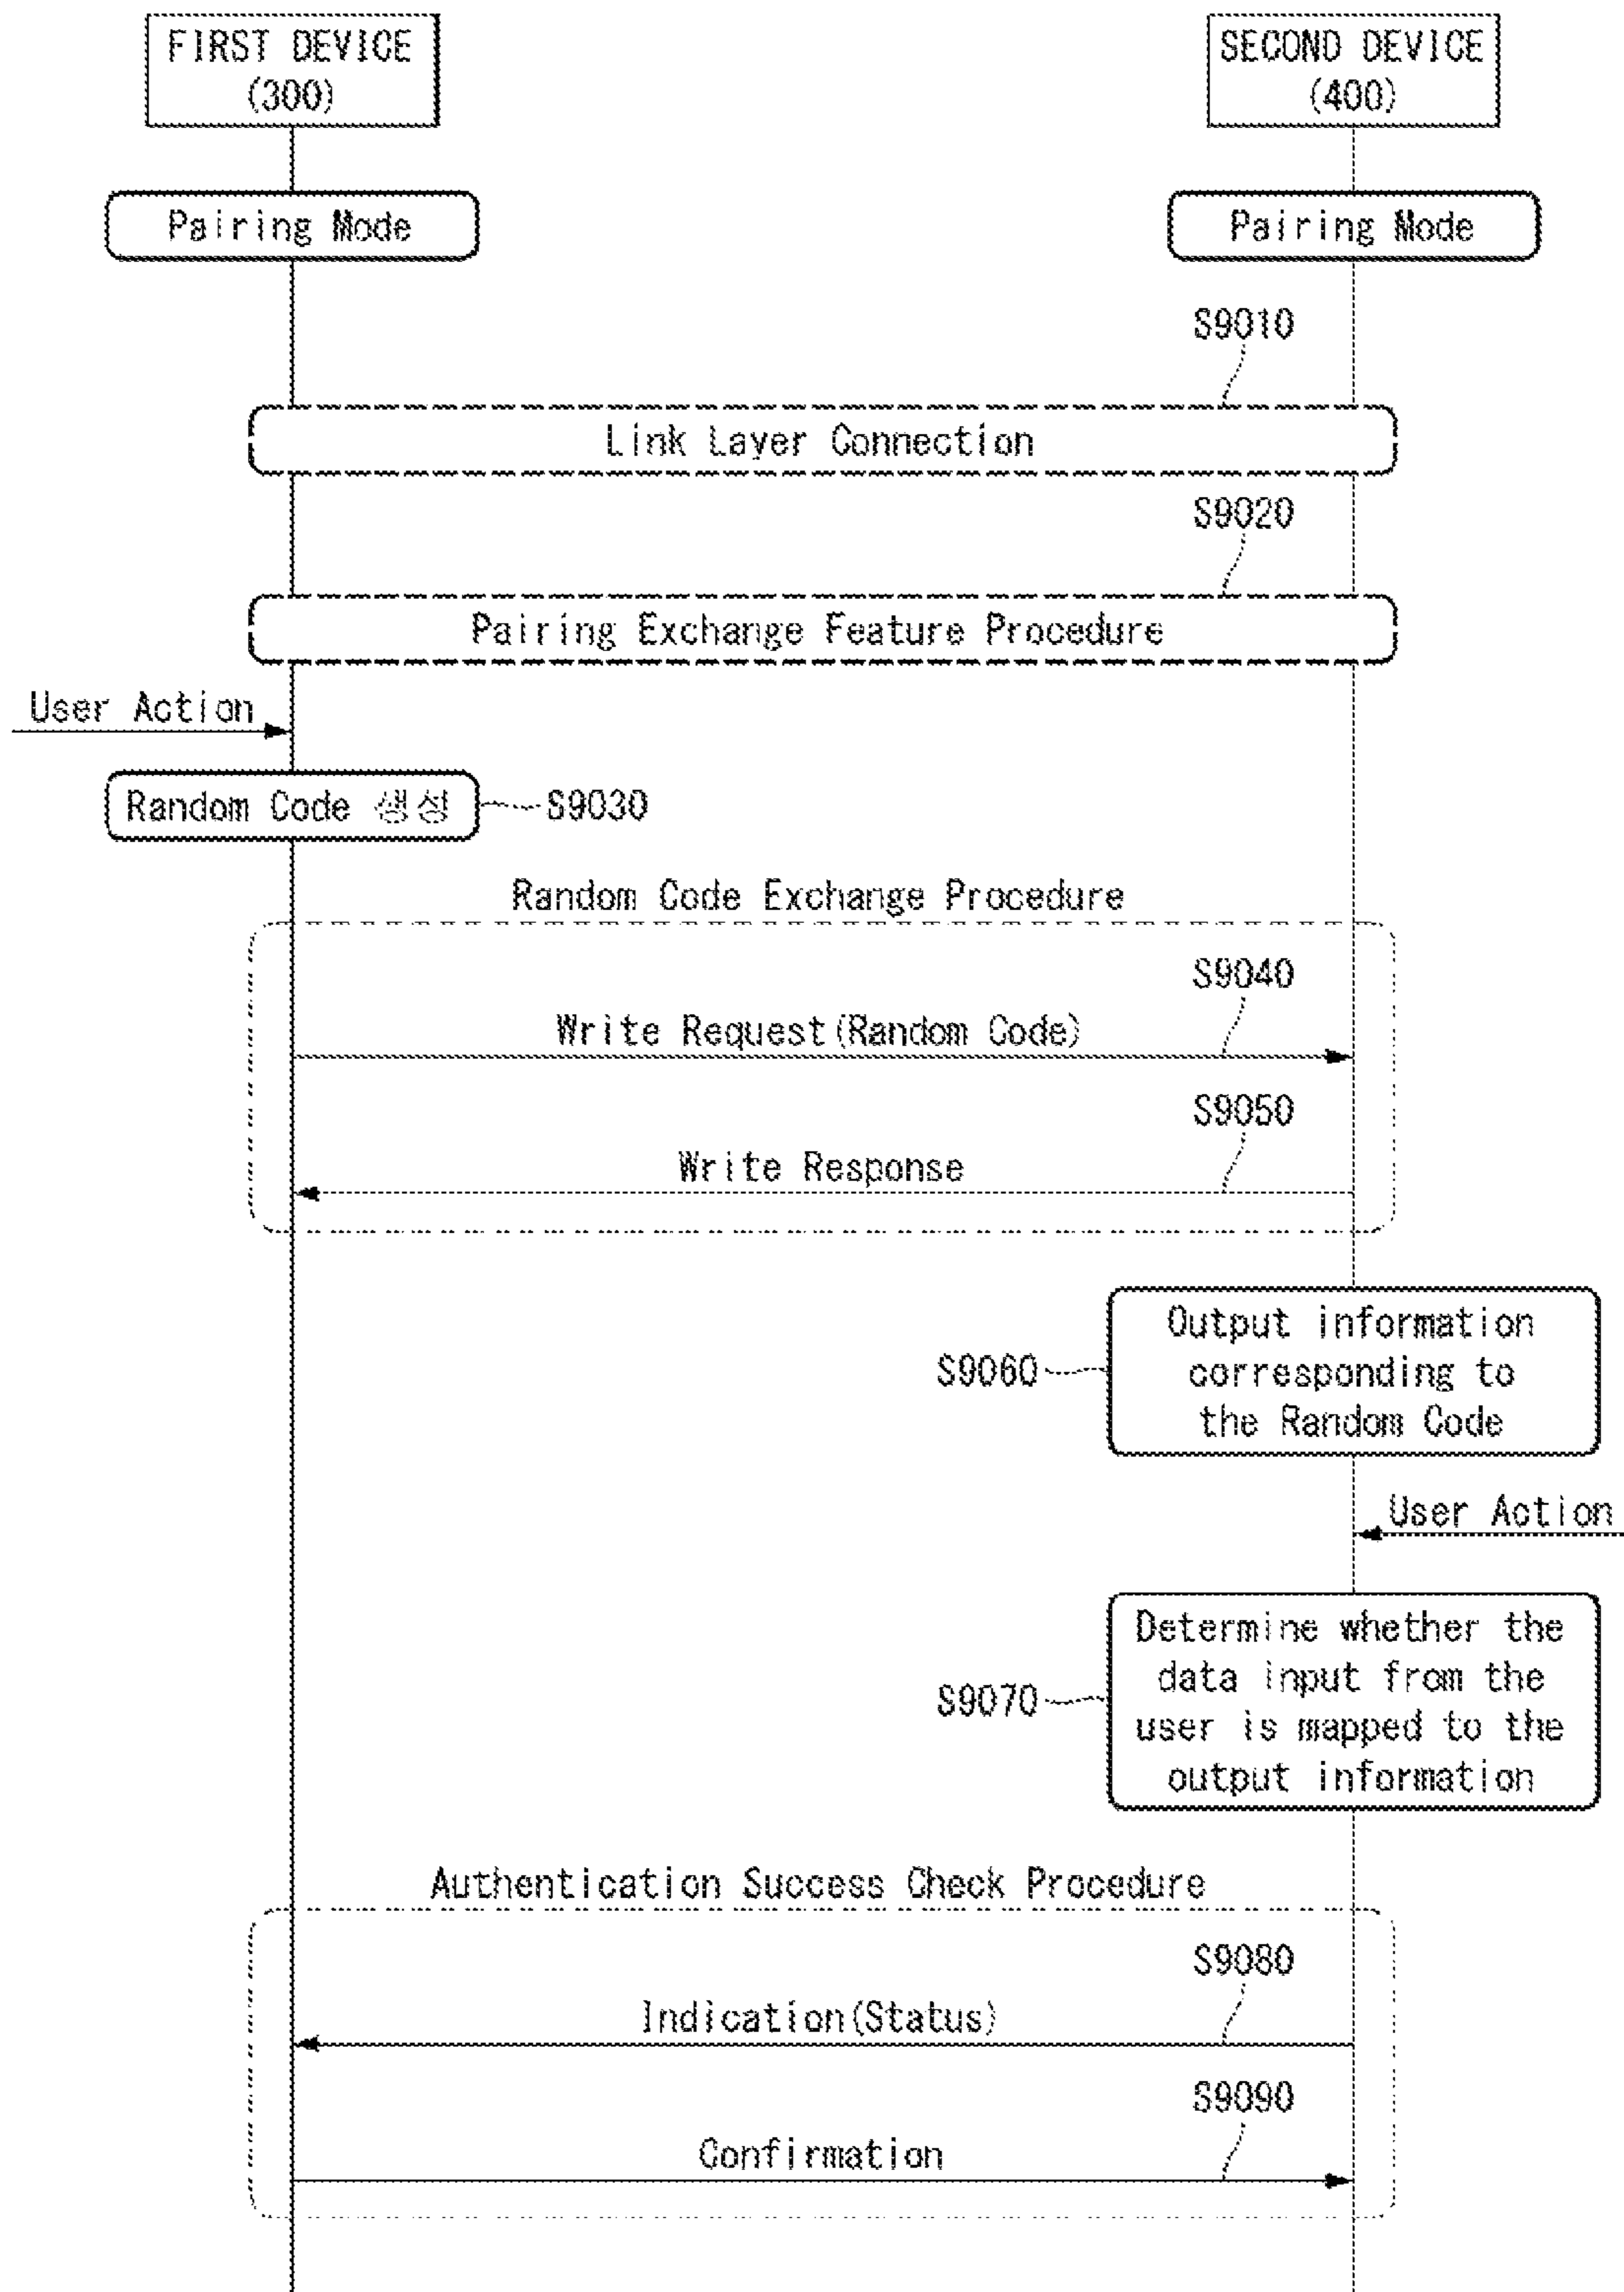 FIRST DEVICE
(300)
SECOND DEVICE
(400)
Pairing Mode
Pairing Mode
S9010
Link Layer Connection
S9020
Pairing Exchange Feature Procedure
User Action
Random Code 생성
S9030
Random Code Exchange Procedure
S9040
Write Request(Random Code)
S9050
Write Response
Output information
corresponding to
the Random Code
S9060
User Action
Determine whether the
data input from the
user is mapped to the
output information
S9070
Authentication Success Check Procedure
S9080
Indication(Status)
S9090
Confirmation